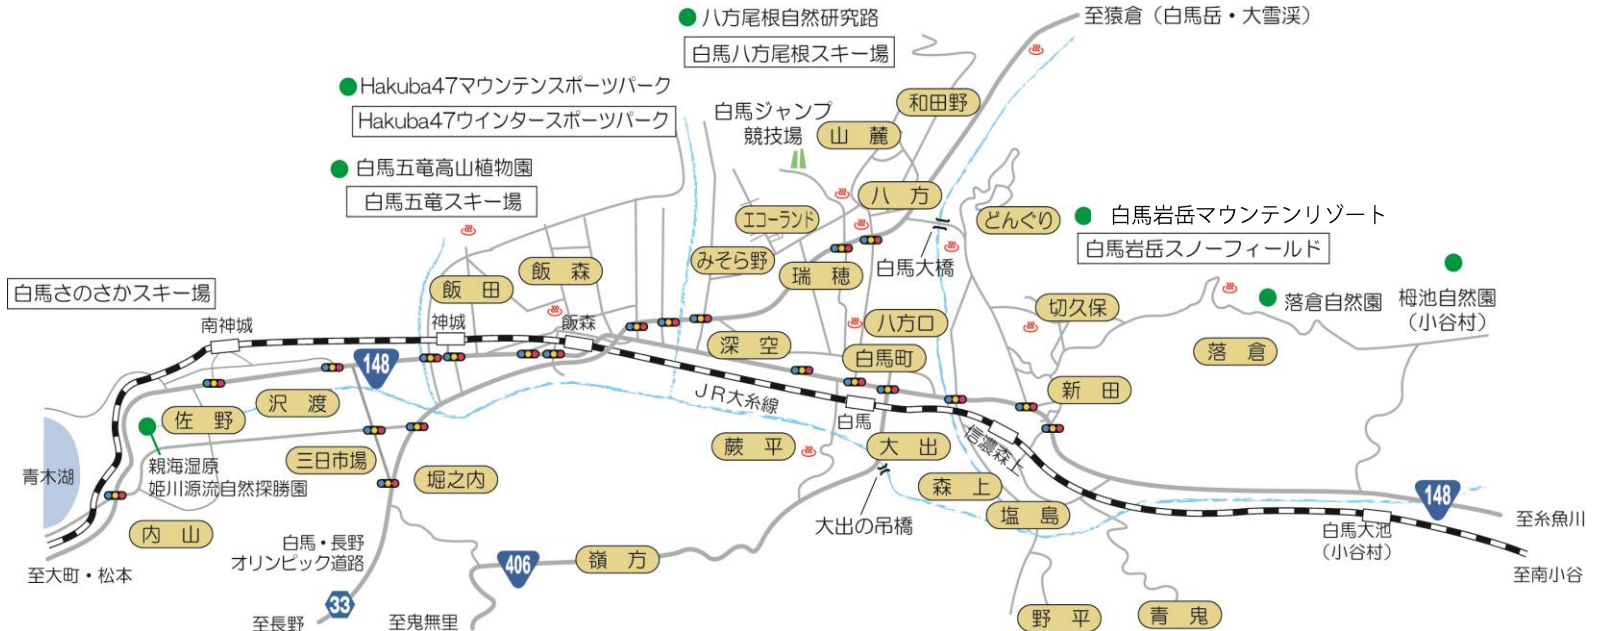 八方尾根自然研究路
白馬八方尾根スキー場
至猿倉（白馬岳・大雪渓）
Hakuba47マウンテンスポーツパーク
Hakuba47ウインタースポーツパーク
白馬ジャンプ
競技場
和田野
山麓
白馬五竜高山植物園
白馬五竜スキー場
八方
エコーランド
どんぐり
白馬岩岳マウンテンリゾート
白馬岩岳スノーフィールド
みそら野
瑞穂
白馬大橋
飯森
飯田
白馬さのさかスキー場
南神城
神城
飯森
切久保
落倉自然園
栂池自然園
（小谷村）
八方口
深空
白馬町
落倉
148
新田
JR大糸線
沢渡
佐野
白馬
信濃森上
蕨平
大出
青木湖
親海湿原
姫川源流自然探勝園
三日市場
堀之内
森上
塩島
148
大出の吊橋
内山
白馬・長野
オリンピック道路
白馬大池
（小谷村）
至糸魚川
至大町・松本
406
嶺方
至南小谷
33
至長野
至鬼無里
野平
青鬼